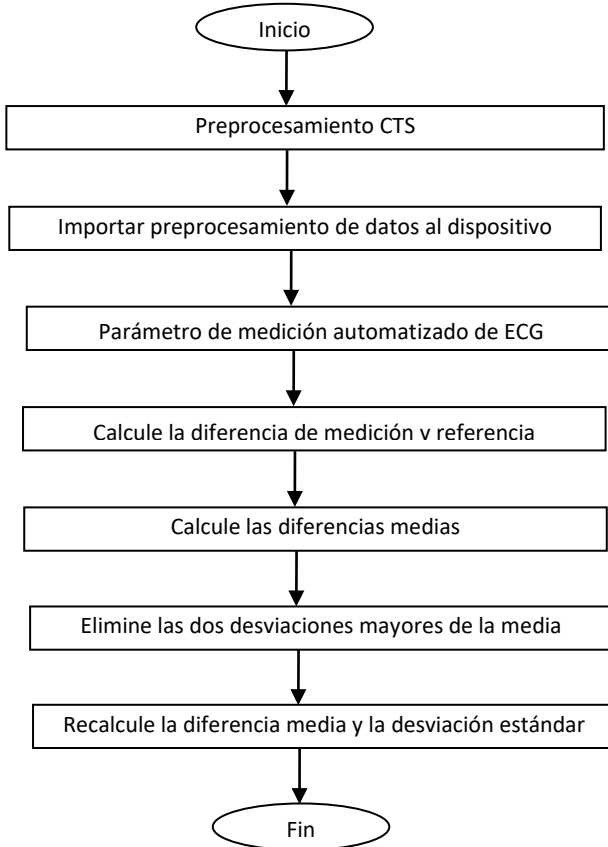 Inicio
Preprocesamiento CTS
Importar preprocesamiento de datos al dispositivo
Parámetro de medición automatizado de ECG
Calcule la diferencia de medición v referencia
Calcule las diferencias medias
Elimine las dos desviaciones mayores de la media
Recalcule la diferencia media y la desviación estándar
Fin